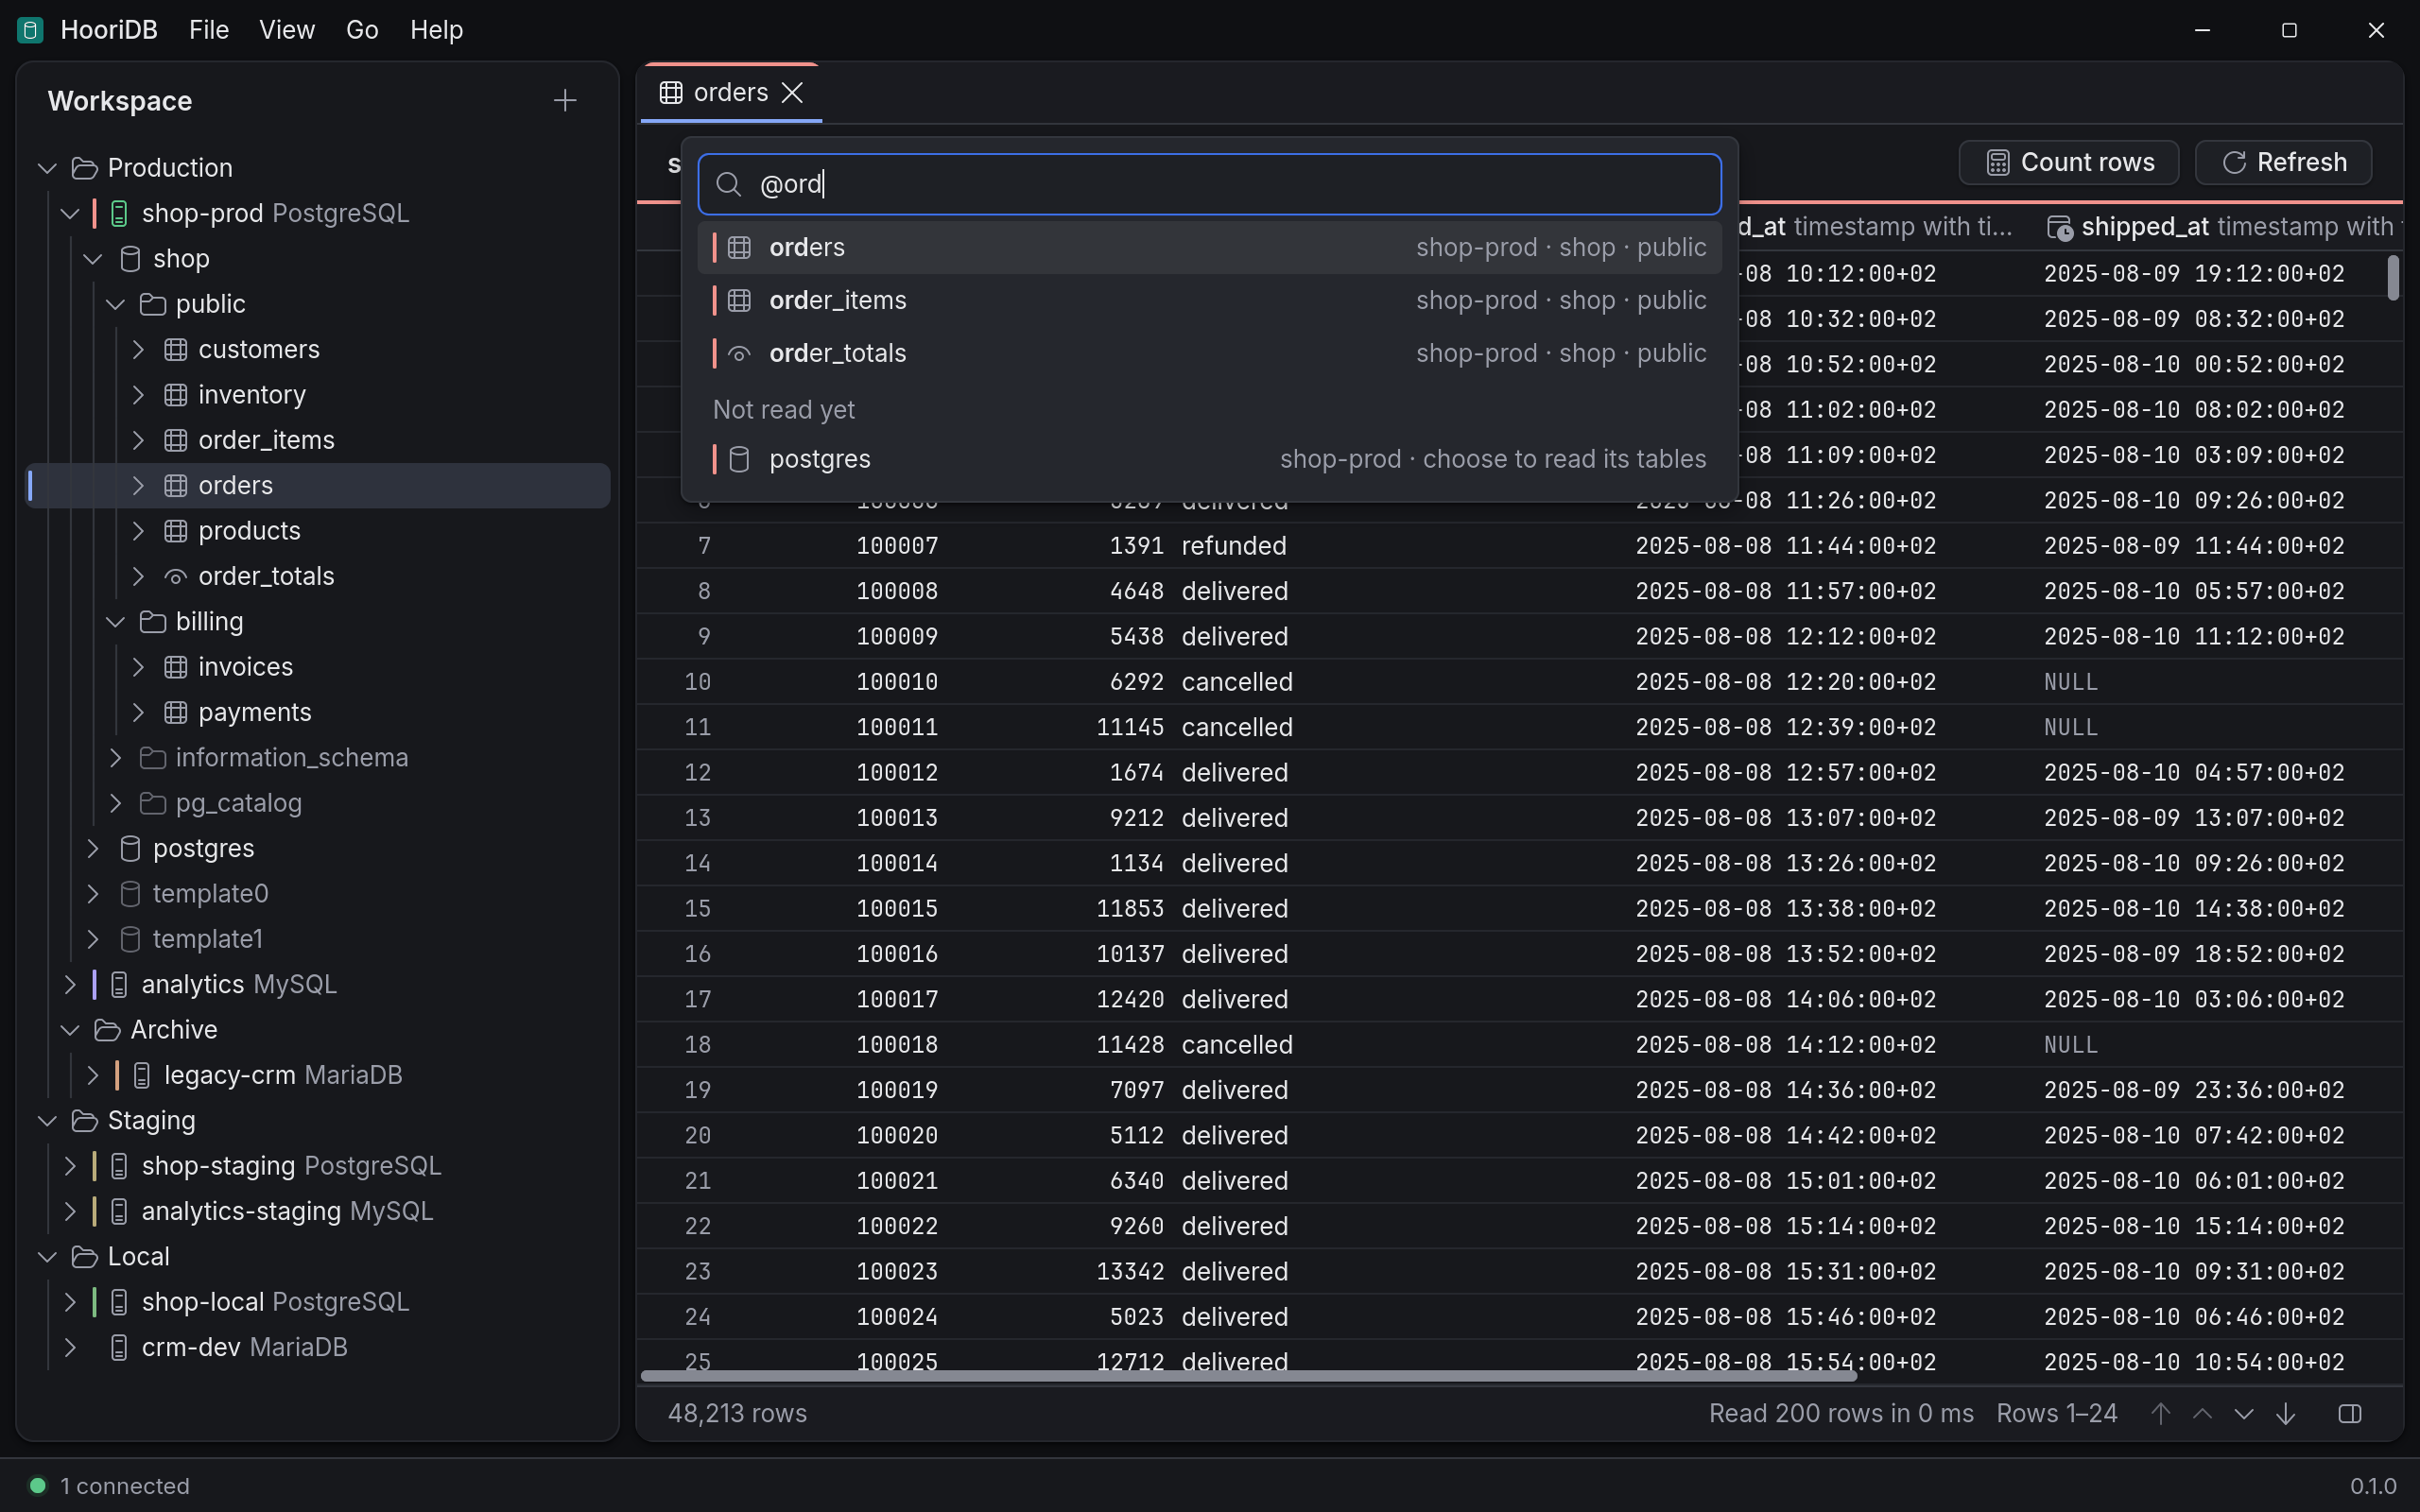 HooriDB File View Go Help
Workspace
Production
shop-prod PostgreSQL
shop
public
customers
inventory
order_items
orders
products
order_totals
billing
invoices
payments
information_schema
pg_catalog
postgres
template0
template1
analytics MySQL
Archive
legacy-crm MariaDB
Staging
shop-staging PostgreSQL
analytics-staging MySQL
Local
shop-local PostgreSQL
crm-dev MariaDB
orders
Count rows Refresh
@ord
orders shop-prod · shop · public
order_items shop-prod · shop · public
order_totals shop-prod · shop · public
Not read yet
postgres shop-prod · choose to read its tables
d_at timestamp with ti... shipped_at timestamp with
-08 10:12:00+02 2025-08-09 19:12:00+02
-08 10:32:00+02 2025-08-09 08:32:00+02
-08 10:52:00+02 2025-08-10 00:52:00+02
-08 11:02:00+02 2025-08-10 08:02:00+02
-08 11:09:00+02 2025-08-10 03:09:00+02
delivered 11:26:00+02 2025-08-10 09:26:00+02
7 100007 1391 refunded 2025-08-08 11:44:00+02 2025-08-09 11:44:00+02
8 100008 4648 delivered 2025-08-08 11:57:00+02 2025-08-10 05:57:00+02
9 100009 5438 delivered 2025-08-08 12:12:00+02 2025-08-10 11:12:00+02
10 100010 6292 cancelled 2025-08-08 12:20:00+02 NULL
11 100011 11145 cancelled 2025-08-08 12:39:00+02 NULL
12 100012 1674 delivered 2025-08-08 12:57:00+02 2025-08-10 04:57:00+02
13 100013 9212 delivered 2025-08-08 13:07:00+02 2025-08-09 13:07:00+02
14 100014 1134 delivered 2025-08-08 13:26:00+02 2025-08-10 09:26:00+02
15 100015 11853 delivered 2025-08-08 13:38:00+02 2025-08-10 14:38:00+02
16 100016 10137 delivered 2025-08-08 13:52:00+02 2025-08-09 18:52:00+02
17 100017 12420 delivered 2025-08-08 14:06:00+02 2025-08-10 03:06:00+02
18 100018 11428 cancelled 2025-08-08 14:12:00+02 NULL
19 100019 7097 delivered 2025-08-08 14:36:00+02 2025-08-09 23:36:00+02
20 100020 5112 delivered 2025-08-08 14:42:00+02 2025-08-10 07:42:00+02
21 100021 6340 delivered 2025-08-08 15:01:00+02 2025-08-10 06:01:00+02
22 100022 9260 delivered 2025-08-08 15:14:00+02 2025-08-10 15:14:00+02
23 100023 13342 delivered 2025-08-08 15:31:00+02 2025-08-10 09:31:00+02
24 100024 5023 delivered 2025-08-08 15:46:00+02 2025-08-10 06:46:00+02
25 100025 12712 delivered 2025-08-08 15:54:00+02 2025-08-10 10:54:00+02
48,213 rows Read 200 rows in 0 ms Rows 1–24
1 connected 0.1.0